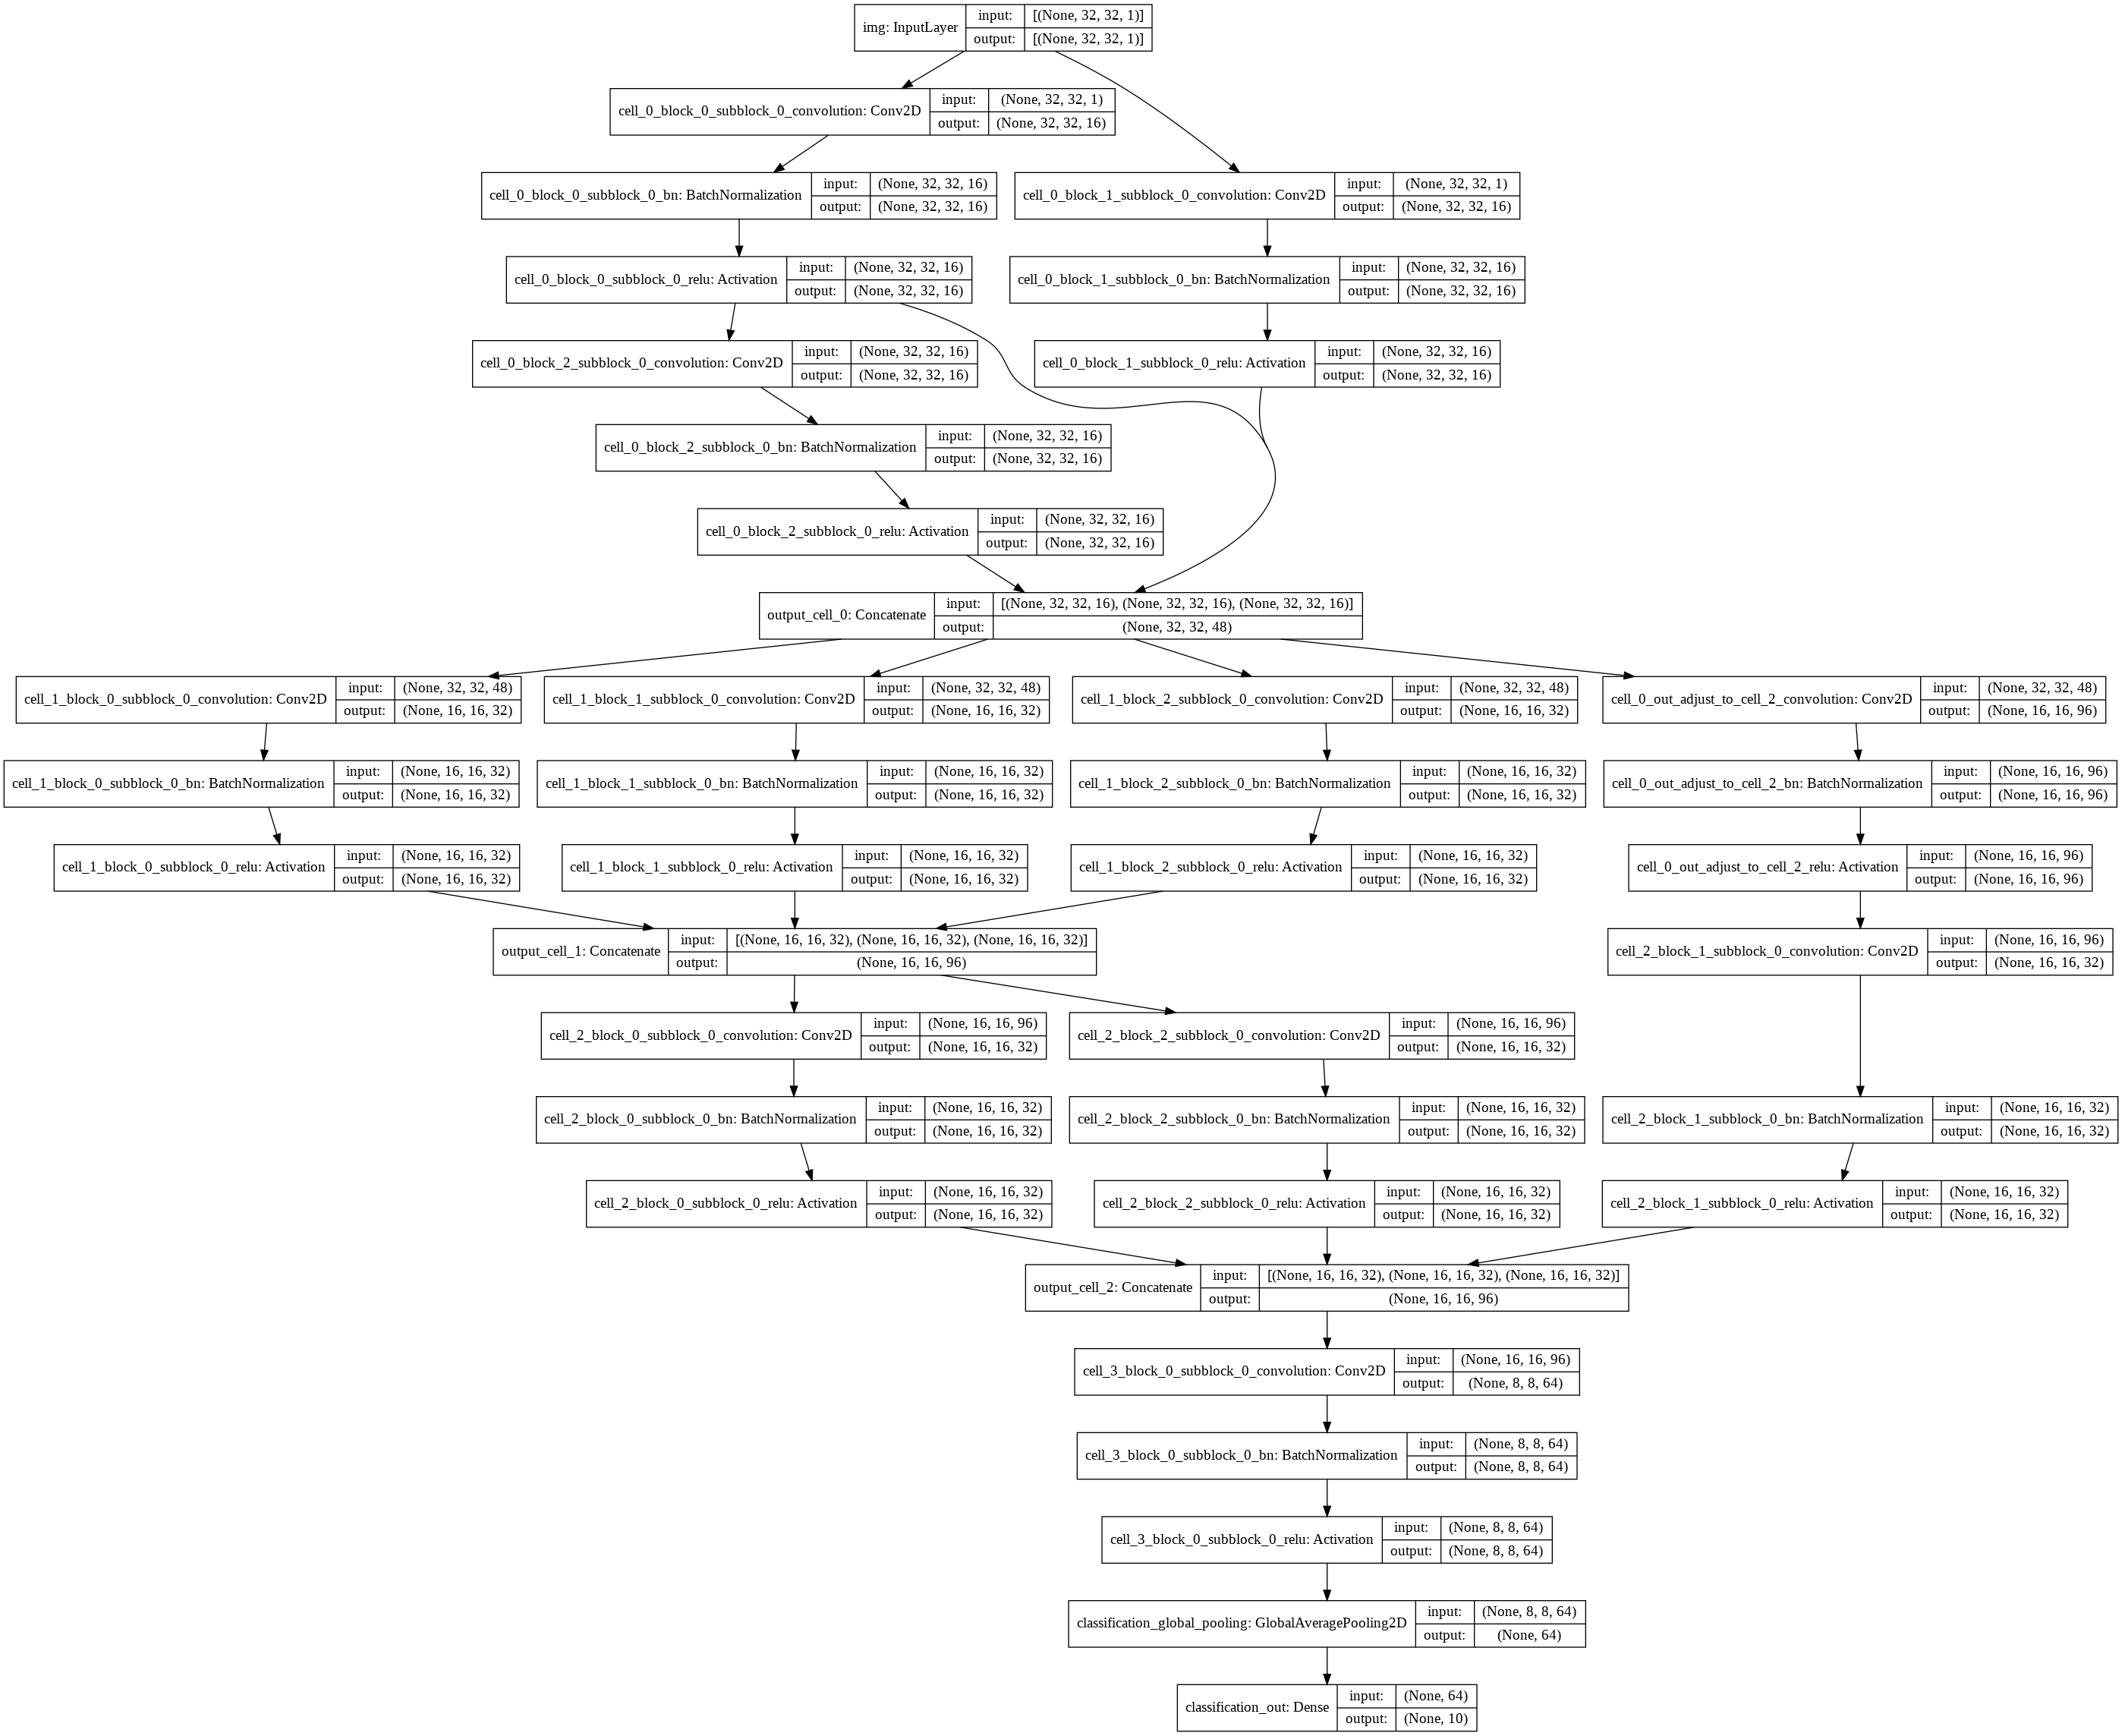 img: InputLayer
input: [(None, 32, 32, 1)]
output: [(None, 32, 32, 1)]
cell_0_block_0_subblock_0_convolution: Conv2D
input: (None, 32, 32, 1)
output: (None, 32, 32, 16)
cell_0_block_0_subblock_0_bn: BatchNormalization
input: (None, 32, 32, 16)
output: (None, 32, 32, 16)
cell_0_block_1_subblock_0_convolution: Conv2D
input: (None, 32, 32, 1)
output: (None, 32, 32, 16)
cell_0_block_0_subblock_0_relu: Activation
input: (None, 32, 32, 16)
output: (None, 32, 32, 16)
cell_0_block_1_subblock_0_bn: BatchNormalization
input: (None, 32, 32, 16)
output: (None, 32, 32, 16)
cell_0_block_2_subblock_0_convolution: Conv2D
input: (None, 32, 32, 16)
output: (None, 32, 32, 16)
cell_0_block_1_subblock_0_relu: Activation
input: (None, 32, 32, 16)
output: (None, 32, 32, 16)
cell_0_block_2_subblock_0_bn: BatchNormalization
input: (None, 32, 32, 16)
output: (None, 32, 32, 16)
cell_0_block_2_subblock_0_relu: Activation
input: (None, 32, 32, 16)
output: (None, 32, 32, 16)
output_cell_0: Concatenate
input: [(None, 32, 32, 16), (None, 32, 32, 16), (None, 32, 32, 16)]
output: (None, 32, 32, 48)
cell_1_block_0_subblock_0_convolution: Conv2D
input: (None, 32, 32, 48)
output: (None, 16, 16, 32)
cell_1_block_1_subblock_0_convolution: Conv2D
input: (None, 32, 32, 48)
output: (None, 16, 16, 32)
cell_1_block_2_subblock_0_convolution: Conv2D
input: (None, 32, 32, 48)
output: (None, 16, 16, 32)
cell_0_out_adjust_to_cell_2_convolution: Conv2D
input: (None, 32, 32, 48)
output: (None, 16, 16, 96)
cell_1_block_0_subblock_0_bn: BatchNormalization
input: (None, 16, 16, 32)
output: (None, 16, 16, 32)
cell_1_block_1_subblock_0_bn: BatchNormalization
input: (None, 16, 16, 32)
output: (None, 16, 16, 32)
cell_1_block_2_subblock_0_bn: BatchNormalization
input: (None, 16, 16, 32)
output: (None, 16, 16, 32)
cell_0_out_adjust_to_cell_2_bn: BatchNormalization
input: (None, 16, 16, 96)
output: (None, 16, 16, 96)
cell_1_block_0_subblock_0_relu: Activation
input: (None, 16, 16, 32)
output: (None, 16, 16, 32)
cell_1_block_1_subblock_0_relu: Activation
input: (None, 16, 16, 32)
output: (None, 16, 16, 32)
cell_1_block_2_subblock_0_relu: Activation
input: (None, 16, 16, 32)
output: (None, 16, 16, 32)
cell_0_out_adjust_to_cell_2_relu: Activation
input: (None, 16, 16, 96)
output: (None, 16, 16, 96)
output_cell_1: Concatenate
input: [(None, 16, 16, 32), (None, 16, 16, 32), (None, 16, 16, 32)]
output: (None, 16, 16, 96)
cell_2_block_1_subblock_0_convolution: Conv2D
input: (None, 16, 16, 96)
output: (None, 16, 16, 32)
cell_2_block_0_subblock_0_convolution: Conv2D
input: (None, 16, 16, 96)
output: (None, 16, 16, 32)
cell_2_block_2_subblock_0_convolution: Conv2D
input: (None, 16, 16, 96)
output: (None, 16, 16, 32)
cell_2_block_0_subblock_0_bn: BatchNormalization
input: (None, 16, 16, 32)
output: (None, 16, 16, 32)
cell_2_block_2_subblock_0_bn: BatchNormalization
input: (None, 16, 16, 32)
output: (None, 16, 16, 32)
cell_2_block_1_subblock_0_bn: BatchNormalization
input: (None, 16, 16, 32)
output: (None, 16, 16, 32)
cell_2_block_0_subblock_0_relu: Activation
input: (None, 16, 16, 32)
output: (None, 16, 16, 32)
cell_2_block_2_subblock_0_relu: Activation
input: (None, 16, 16, 32)
output: (None, 16, 16, 32)
cell_2_block_1_subblock_0_relu: Activation
input: (None, 16, 16, 32)
output: (None, 16, 16, 32)
output_cell_2: Concatenate
input: [(None, 16, 16, 32), (None, 16, 16, 32), (None, 16, 16, 32)]
output: (None, 16, 16, 96)
cell_3_block_0_subblock_0_convolution: Conv2D
input: (None, 16, 16, 96)
output: (None, 8, 8, 64)
cell_3_block_0_subblock_0_bn: BatchNormalization
input: (None, 8, 8, 64)
output: (None, 8, 8, 64)
cell_3_block_0_subblock_0_relu: Activation
input: (None, 8, 8, 64)
output: (None, 8, 8, 64)
classification_global_pooling: GlobalAveragePooling2D
input: (None, 8, 8, 64)
output: (None, 64)
classification_out: Dense
input: (None, 64)
output: (None, 10)